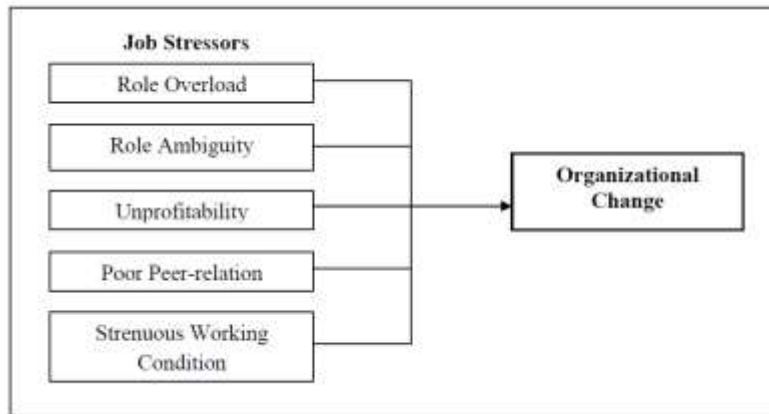 Job Stressors
Role Overload
Role Ambiguity
Unprofitability
Poor Peer-relation
Strenuous Working
Condition
Organizational
Change